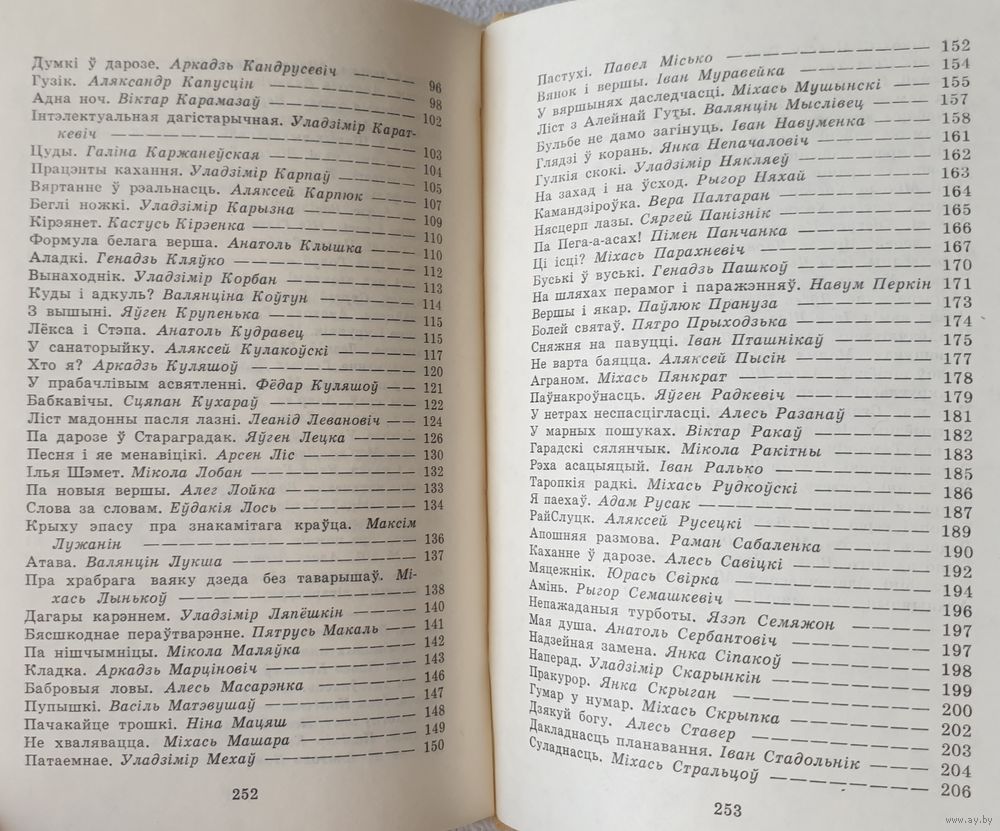 Думкі ў дарозе. Аркадзь Кандрусевіч — — — — — 96
Гузік. Аляксандр Капусцін — — — — — — — — — 98
Адна ноч. Віктар Карамазаў — — — — — — — — — 102
Інтэлектуальная дагістарычная. Уладзімір Карат-
кевіч — — — — — — — — — — — — — — — — — 103
Цуды. Галіна Каржанеўская — — — — — — — — — 104
Працэнты кахання. Уладзімір Карпаў — — — — — — 105
Вяртанне ў рэальнасць. Аляксей Карпюк — — — 107
Беглі ножкі. Уладзімір Карызна — — — — — — — 109
Кірэянет. Кастусь Кірэенка — — — — — — — — — 110
Формула белага верша. Анатоль Клышка — — — — 110
Аладкі. Генадзь Кляўко — — — — — — — — — — 112
Вынаходнік. Уладзімір Корбан — — — — — — — — 113
Куды і адкуль? Валянціна Коўтун — — — — — — 114
З вышыні. Яўген Крупенька — — — — — — — — — 115
Лёкса і Стэпа. Анатоль Кудравец — — — — — — 115
У санаторыйку. Аляксей Кулакоўскі — — — — — — 117
Хто я? Аркадзь Куляшоў — — — — — — — — — — 120
У прабачлівым асвятленні. Фёдар Куляшоў — — 121
Бабкавічы. Сцяпан Кухараў — — — — — — — — — 122
Ліст мадонны пасля лазні. Леанід Левановіч — — 124
Па дарозе ў Стараградак. Яўген Лецка — — — — 126
Песня і яе менавіцікі. Арсен Ліс — — — — — — 130
Ілья Шэмет. Мікола Лобан — — — — — — — — — 132
Па новыя вершы. Алег Лойка — — — — — — — — 133
Слова за словам. Еўдакія Лось — — — — — — — 134
Крыху эпасу пра знакамітага краўца. Максім
Лужанін — — — — — — — — — — — — — — — — 136
Атава. Валянцін Лукша — — — — — — — — — — 137
Пра храбрага ваяку дзеда без таварышаў. Мі-
хась Лынькоў — — — — — — — — — — — — — — 138
Дагары карэннем. Уладзімір Ляпёшкін — — — — 140
Бясшкоднае ператварэнне. Пятрусь Макаль — — — 141
Па нішчымніцы. Мікола Маляўка — — — — — — — 142
Кладка. Аркадзь Марціновіч — — — — — — — — — 143
Бабровыя ловы. Алесь Масарэнка — — — — — — — 146
Пупышкі. Васіль Матэвушаў — — — — — — — — — 147
Пачакайце трошкі. Ніна Мацяш — — — — — — — 148
Не хвалявацца. Міхась Машара — — — — — — — — 149
Патаемнае. Уладзімір Мехаў — — — — — — — — — 150
252
Пастухі. Павел Місько — — — — — — — — — — — 152
Вянок і вершы. Іван Муравейка — — — — — — — 154
У вяршынях даследчасці. Міхась Мушынскі — — — 155
Ліст з Алейнай Гуты. Валянцін Мыслівец — — — — 157
Бульбе не дамо загінуць. Іван Навуменка — — — — 158
Глядзі ў корань. Янка Непачаловіч — — — — — — 161
Гулкія скокі. Уладзімір Някляеў — — — — — — — 162
На захад і на ўсход. Рыгор Няхай — — — — — — 163
Камандзіроўка. Вера Палтаран — — — — — — — — 164
Нясцерп лазы. Сяргей Панізнік — — — — — — — — 165
Па Пега-а-асах! Пімен Панчанка — — — — — — — 166
Ці ісці? Міхась Парахневіч — — — — — — — — — 167
Буські ў вуські. Генадзь Пашкоў — — — — — — — 170
На шляхах перамог і паражэнняў. Навум Перкін 171
Вершы і якар. Паўлюк Прануза — — — — — — — — 173
Болей святаў. Пятро Прыходзька — — — — — — — 174
Сняжня на павуцці. Іван Пташнікаў — — — — — — 175
Не варта баяцца. Аляксей Пысін — — — — — — — 177
Аграном. Міхась Пянкрат — — — — — — — — — — 178
Паўнакроўнасць. Яўген Радкевіч — — — — — — — — 179
У нетрах неспасцігласці. Алесь Разанаў — — — — 181
У марных пошуках. Віктар Ракаў — — — — — — — 182
Гарадскі сялянчык. Мікола Ракітны — — — — — — 183
Рэха асацыяцый. Іван Ралько — — — — — — — — — 185
Таропкія радкі. Міхась Рудкоўскі — — — — — — — 186
Я паехаў. Адам Русак — — — — — — — — — — — 187
РайСлуцк. Аляксей Русецкі — — — — — — — — — 189
Апошняя размова. Раман Сабаленка — — — — — — 190
Каханне ў дарозе. Алесь Савіцкі — — — — — — — 192
Мяцежнік. Юрась Свірка — — — — — — — — — — 194
Амінь. Рыгор Семашкевіч — — — — — — — — — — 196
Непажаданыя турботы. Язэп Семяжон — — — — — 197
Мая душа. Анатоль Сербантовіч — — — — — — — — 197
Надзейная замена. Янка Сіпакоў — — — — — — — 198
Наперад. Уладзімір Скарынкін — — — — — — — — 199
Пракурор. Янка Скрыган — — — — — — — — — — 200
Гумар у нумар. Міхась Скрыпка — — — — — — — 202
Дзякуй богу. Алесь Ставер — — — — — — — — — 203
Дакладнасць планавання. Іван Стадольнік — — — 204
Суладнасць. Міхась Стральцоў — — — — — — — — 206
253
www.ay.by